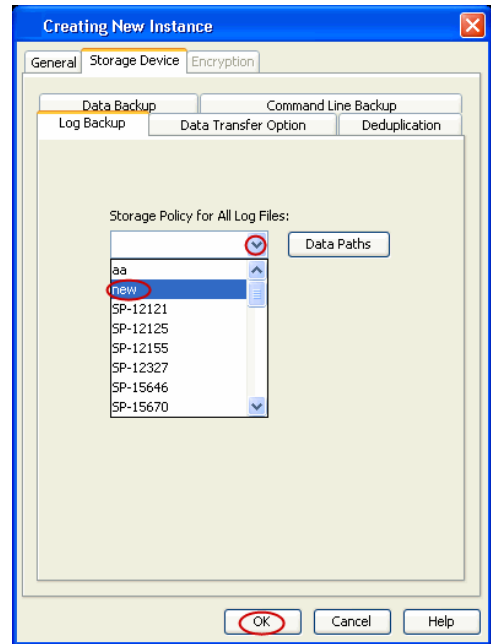 Creating New Instance
General Storage Device Encryption
Data Backup Command Line Backup
Log Backup Data Transfer Option Deduplication
Storage Policy for All Log Files:
Data Paths
aa
new
SP-12121
SP-12125
SP-12155
SP-12327
SP-15646
SP-15670
OK Cancel Help